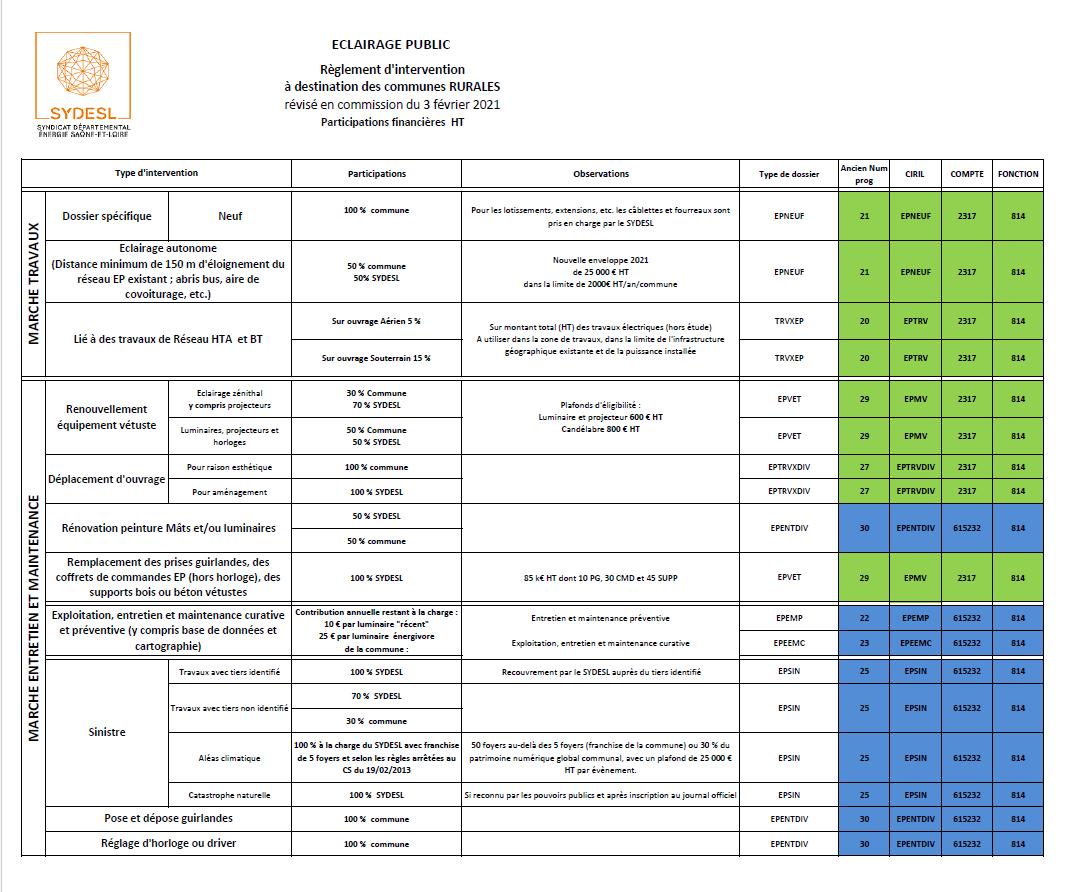 SYDESL
SYNDICAT DÉPARTEMENTAL
ÉNERGIE SAÔNE-ET-LOIRE
ECLAIRAGE PUBLIC
Règlement d'intervention
à destination des communes RURALES
révisé en commission du 3 février 2021
Participations financières HT
Type d'intervention
Participations
Observations
Type de dossier
Ancien Num
prog
CIRIL
COMPTE
FONCTION
MARCHE TRAVAUX
Dossier spécifique
Neuf
100 % commune
Pour les lotissements, extensions, etc. les câblettes et fourreaux sont
pris en charge par le SYDESL
EPNEUF
21
EPNEUF
2317
814
Eclairage autonome
(Distance minimum de 150 m d'éloignement du
réseau EP existant ; abris bus, aire de
covoiturage, etc.)
50 % commune
50% SYDESL
Nouvelle enveloppe 2021
de 25 000 € HT
dans la limite de 2000€ HT/an/commune
EPNEUF
21
EPNEUF
2317
814
Lié à des travaux de Réseau HTA et BT
Sur ouvrage Aérien 5 %
Sur montant total (HT) des travaux électriques (hors étude)
A utiliser dans la zone de travaux, dans la limite de l'infrastructure
géographique existante et de la puissance installée
TRVXEP
20
EPTRV
2317
814
Sur ouvrage Souterrain 15 %
TRVXEP
20
EPTRV
2317
814
MARCHE ENTRETIEN ET MAINTENANCE
Renouvellement
équipement vétuste
Eclairage zénithal
y compris projecteurs
30 % Commune
70 % SYDESL
Plafonds d'éligibilité :
Luminaire et projecteur 600 € HT
Candélabre 800 € HT
EPVET
29
EPMV
2317
814
Luminaires, projecteurs et
horloges
50 % Commune
50 % SYDESL
EPVET
29
EPMV
2317
814
Déplacement d'ouvrage
Pour raison esthétique
100 % commune
EPTRVXDIV
27
EPTRVDIV
2317
814
Pour aménagement
100 % SYDESL
EPTRVXDIV
27
EPTRVDIV
2317
814
Rénovation peinture Mâts et/ou luminaires
50 % SYDESL
50 % commune
EPENTDIV
30
EPENTDIV
615232
814
Remplacement des prises guirlandes, des
coffrets de commandes EP (hors horloge), des
supports bois ou béton vétustes
100 % SYDESL
85 k€ HT dont 10 PG, 30 CMD et 45 SUPP
EPVET
29
EPMV
2317
814
Exploitation, entretien et maintenance curative
et préventive (y compris base de données et
cartographie)
Contribution annuelle restant à la charge :
10 € par luminaire "récent"
25 € par luminaire énergivore
de la commune :
Entretien et maintenance préventive
EPEMP
22
EPEMP
615232
814
Exploitation, entretien et maintenance curative
EPEEMC
23
EPEEMC
615232
814
Sinistre
Travaux avec tiers identifié
100 % SYDESL
Recouvrement par le SYDESL auprès du tiers identifié
EPSIN
25
EPSIN
615232
814
Travaux avec tiers non identifié
70 % SYDESL
30 % commune
EPSIN
25
EPSIN
615232
814
Aléas climatique
100 % à la charge du SYDESL avec franchise
de 5 foyers et selon les règles arrêtées au
CS du 19/02/2013
50 foyers au-delà des 5 foyers (franchise de la commune) ou 30 % du
patrimoine numérique global communal, avec un plafond de 25 000 €
HT par évènement.
EPSIN
25
EPSIN
615232
814
Catastrophe naturelle
100 % SYDESL
Si reconnu par les pouvoirs publics et après inscription au journal officiel
EPSIN
25
EPSIN
615232
814
Pose et dépose guirlandes
100 % commune
EPENTDIV
30
EPENTDIV
615232
814
Réglage d'horloge ou driver
100 % commune
EPENTDIV
30
EPENTDIV
615232
814